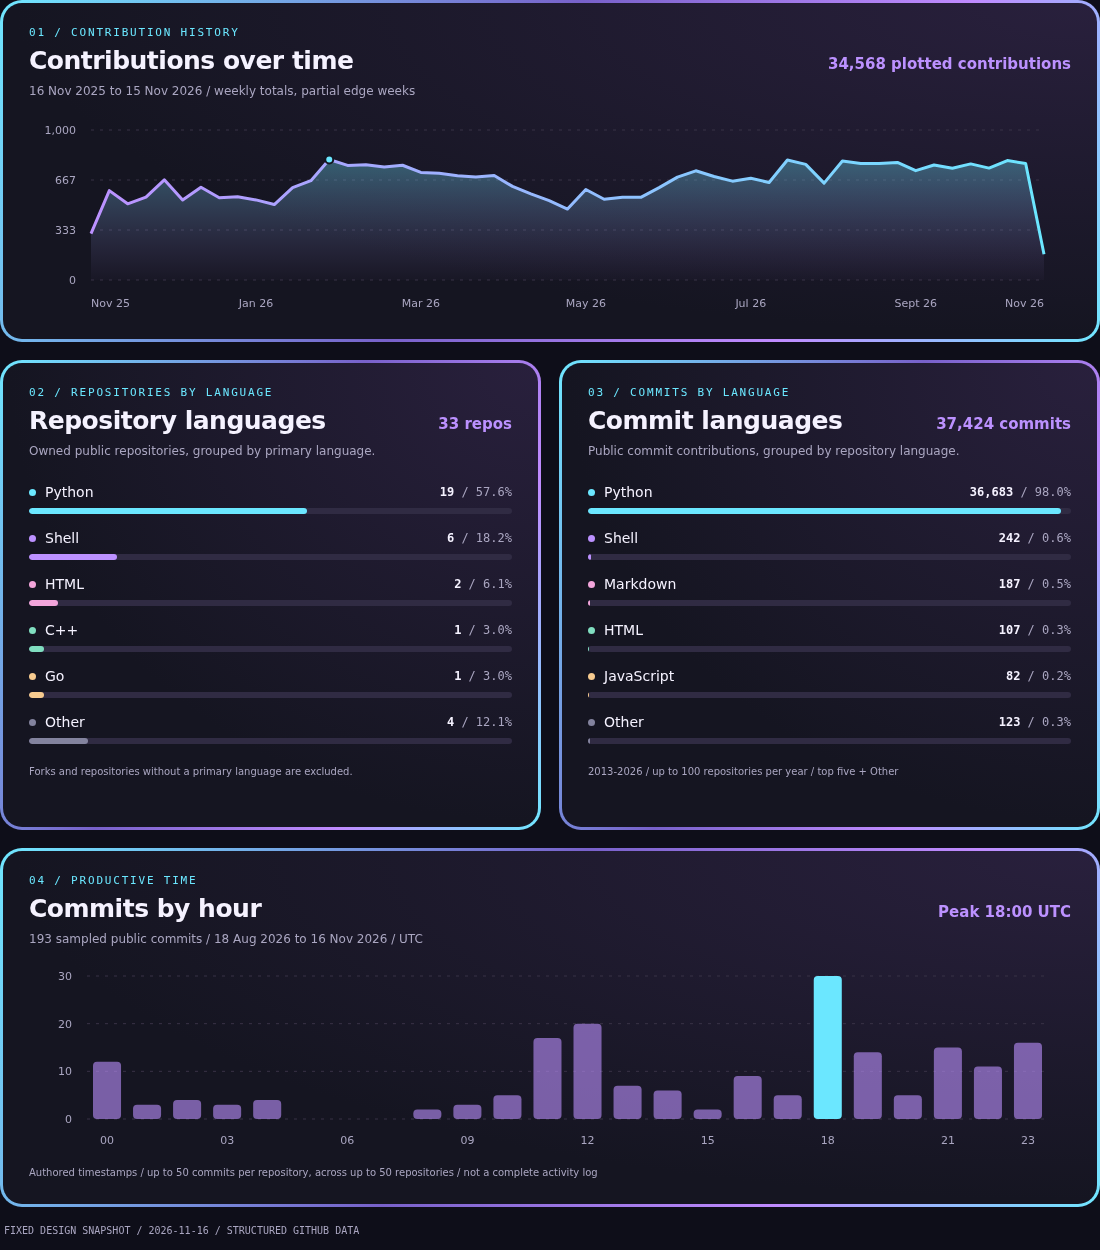 01 / CONTRIBUTION HISTORY
Contributions over time
34,568 plotted contributions
16 Nov 2025 to 15 Nov 2026 / weekly totals, partial edge weeks
1,000
667
333
0
Nov 25 Jan 26 Mar 26 May 26 Jul 26 Sept 26 Nov 26
02 / REPOSITORIES BY LANGUAGE
Repository languages
33 repos
Owned public repositories, grouped by primary language.
Python 19 / 57.6%
Shell 6 / 18.2%
HTML 2 / 6.1%
C++ 1 / 3.0%
Go 1 / 3.0%
Other 4 / 12.1%
Forks and repositories without a primary language are excluded.
03 / COMMITS BY LANGUAGE
Commit languages
37,424 commits
Public commit contributions, grouped by repository language.
Python 36,683 / 98.0%
Shell 242 / 0.6%
Markdown 187 / 0.5%
HTML 107 / 0.3%
JavaScript 82 / 0.2%
Other 123 / 0.3%
2013-2026 / up to 100 repositories per year / top five + Other
04 / PRODUCTIVE TIME
Commits by hour
Peak 18:00 UTC
193 sampled public commits / 18 Aug 2026 to 16 Nov 2026 / UTC
30
20
10
0
00 03 06 09 12 15 18 21 23
Authored timestamps / up to 50 commits per repository, across up to 50 repositories / not a complete activity log
FIXED DESIGN SNAPSHOT / 2026-11-16 / STRUCTURED GITHUB DATA